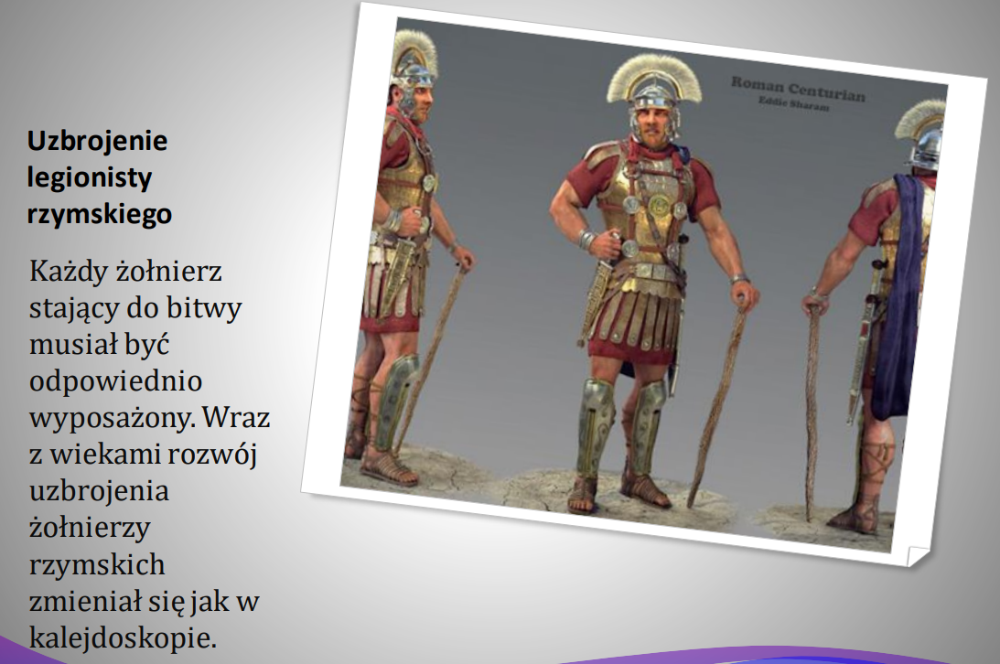 Uzbrojenie
legionisty
rzymskiego
Każdy żołnierz
stający do bitwy
musiał być
odpowiednio
wyposażony. Wraz
z wiekami rozwój
uzbrojenia
żołnierzy
rzymskich
zmieniał się jak w
kalejdoskopie.
Roman Centurian
Eddie Sharam